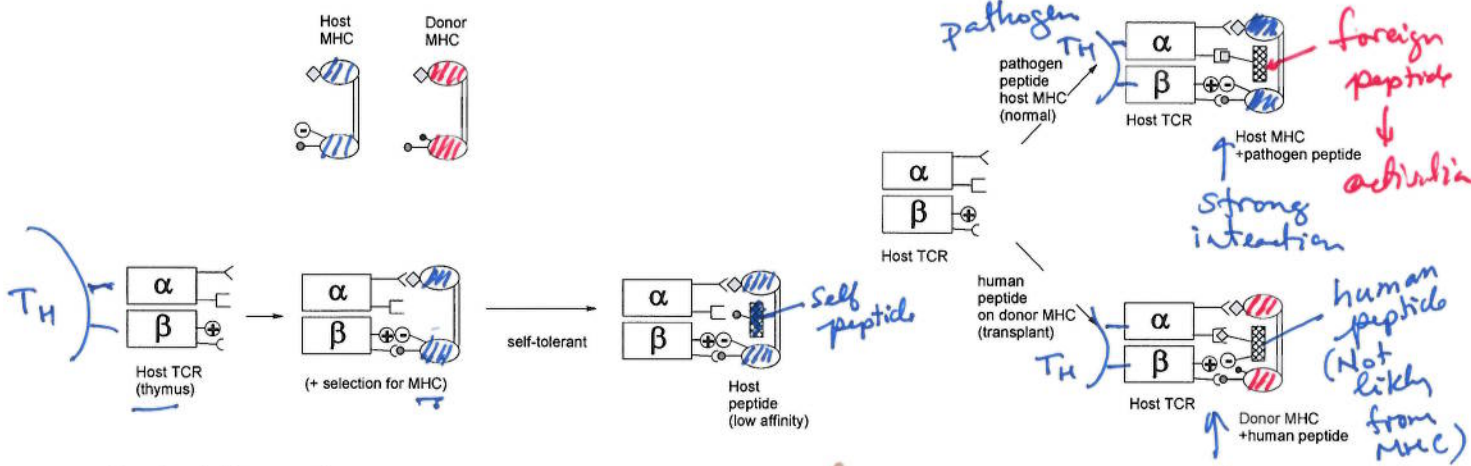 Host
MHC
Donor
MHC
TH
α
β
Host TCR
(thymus)
α
β
(+ selection for MHC)
self-tolerant
α
β
Host
peptide
(low affinity)
Self
peptide
α
β
Host TCR
pathogen
peptide
host MHC
(normal)
human
peptide
on donor MHC
(transplant)
pathogen
TH
α
β
Host TCR
Host MHC
+pathogen peptide
foreign
peptide
Strong
interaction
TH
α
β
Host TCR
Donor MHC
+human peptide
human
peptide
(Not
likely
from
MHC)